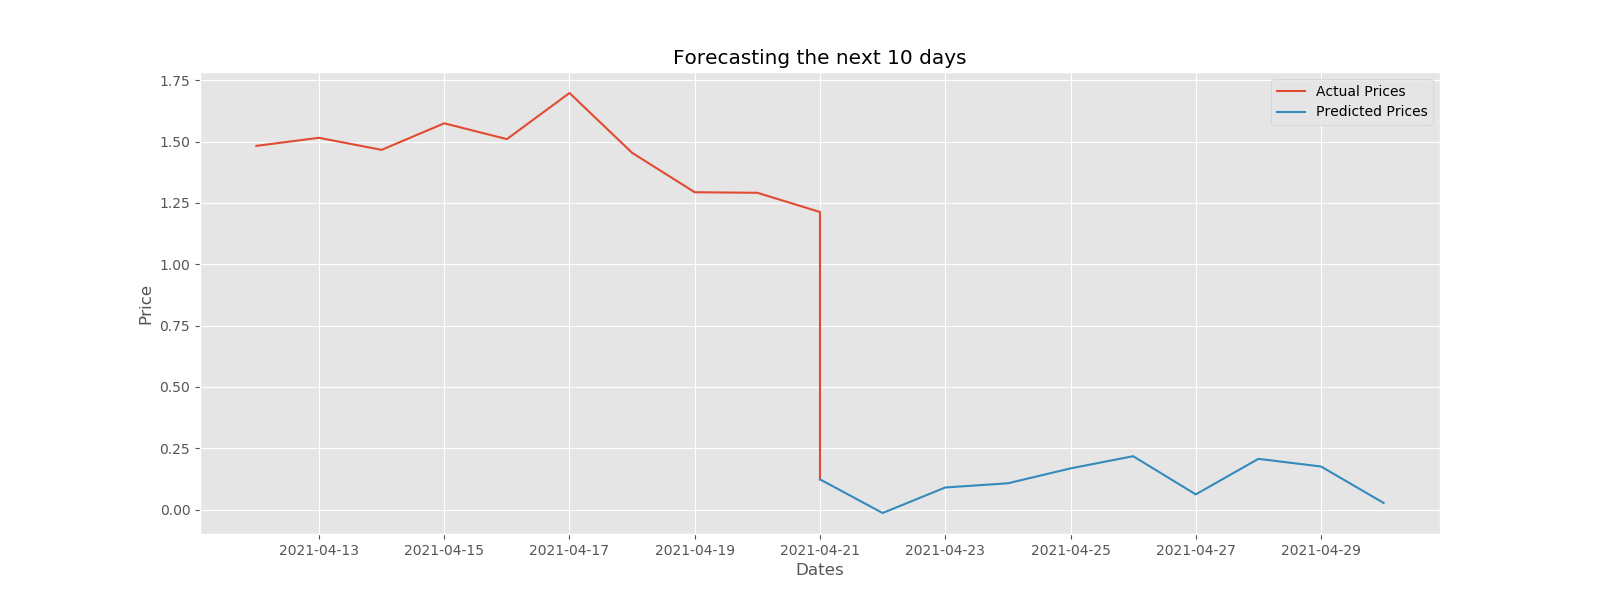 Forecasting the next 10 days
Actual Prices
Predicted Prices
1.75
1.50
1.25
1.00
0.75
0.50
0.25
0.00
Price
2021-04-13 2021-04-15 2021-04-17 2021-04-19 2021-04-21 2021-04-23 2021-04-25 2021-04-27 2021-04-29
Dates